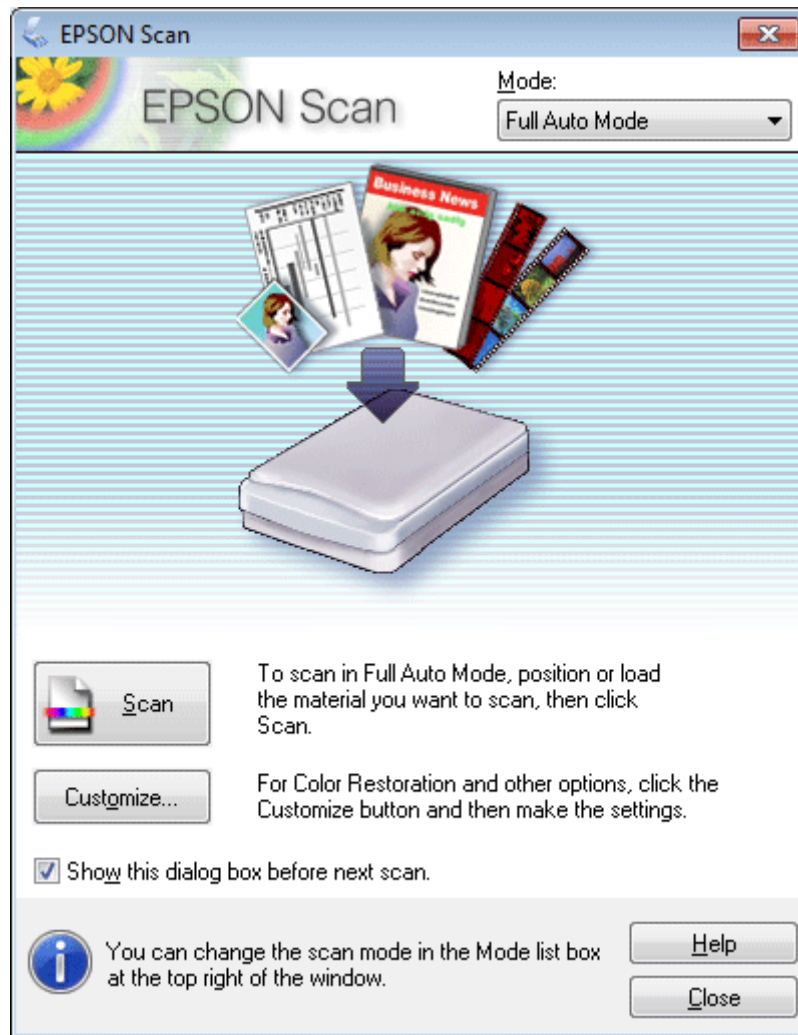 EPSON Scan
EPSON Scan
Mode:
Full Auto Mode
Business News
Scan
To scan in Full Auto Mode, position or load
the material you want to scan, then click
Scan.
Customize...
For Color Restoration and other options, click the
Customize button and then make the settings.
Show this dialog box before next scan.
You can change the scan mode in the Mode list box
at the top right of the window.
Help
Close